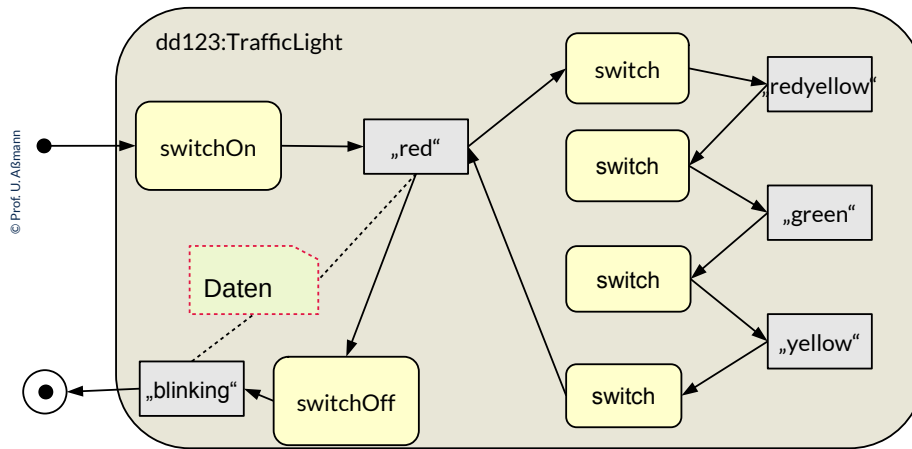 dd123:TrafficLight
switch
„redyellow“
switchOn
„red“
switch
„green“
Daten
switch
„yellow“
„blinking“
switchOff
switch
© Prof. U. Aßmann